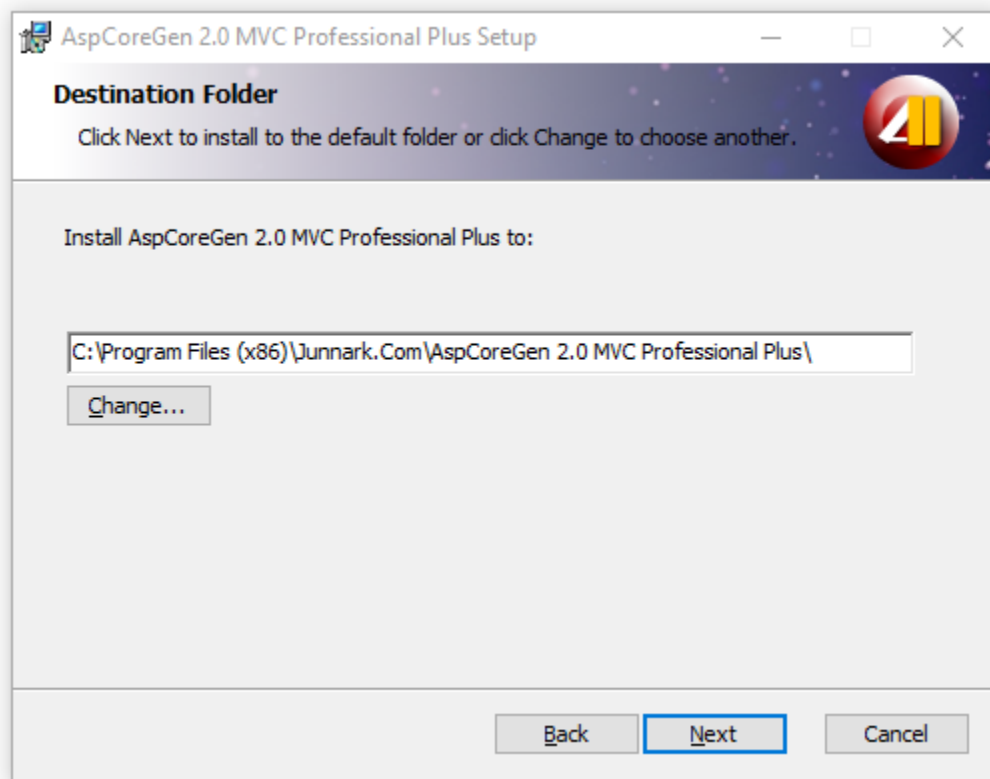 AspCoreGen 2.0 MVC Professional Plus Setup
Destination Folder
Click Next to install to the default folder or click Change to choose another.
Install AspCoreGen 2.0 MVC Professional Plus to:
C:\Program Files (x86)\Junnark.Com\AspCoreGen 2.0 MVC Professional Plus\
Change...
Back Next Cancel